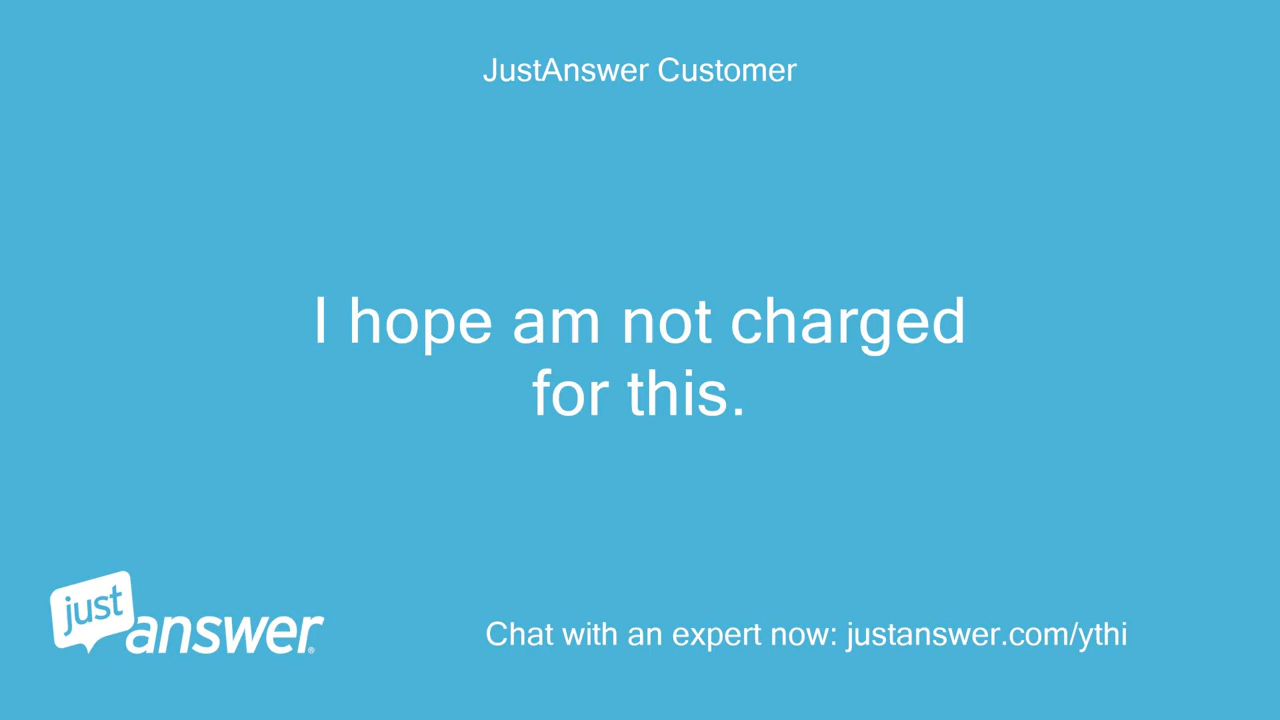 JustAnswer Customer
I hope am not charged
for this.
just
answer®
Chat with an expert now: justanswer.com/ythi